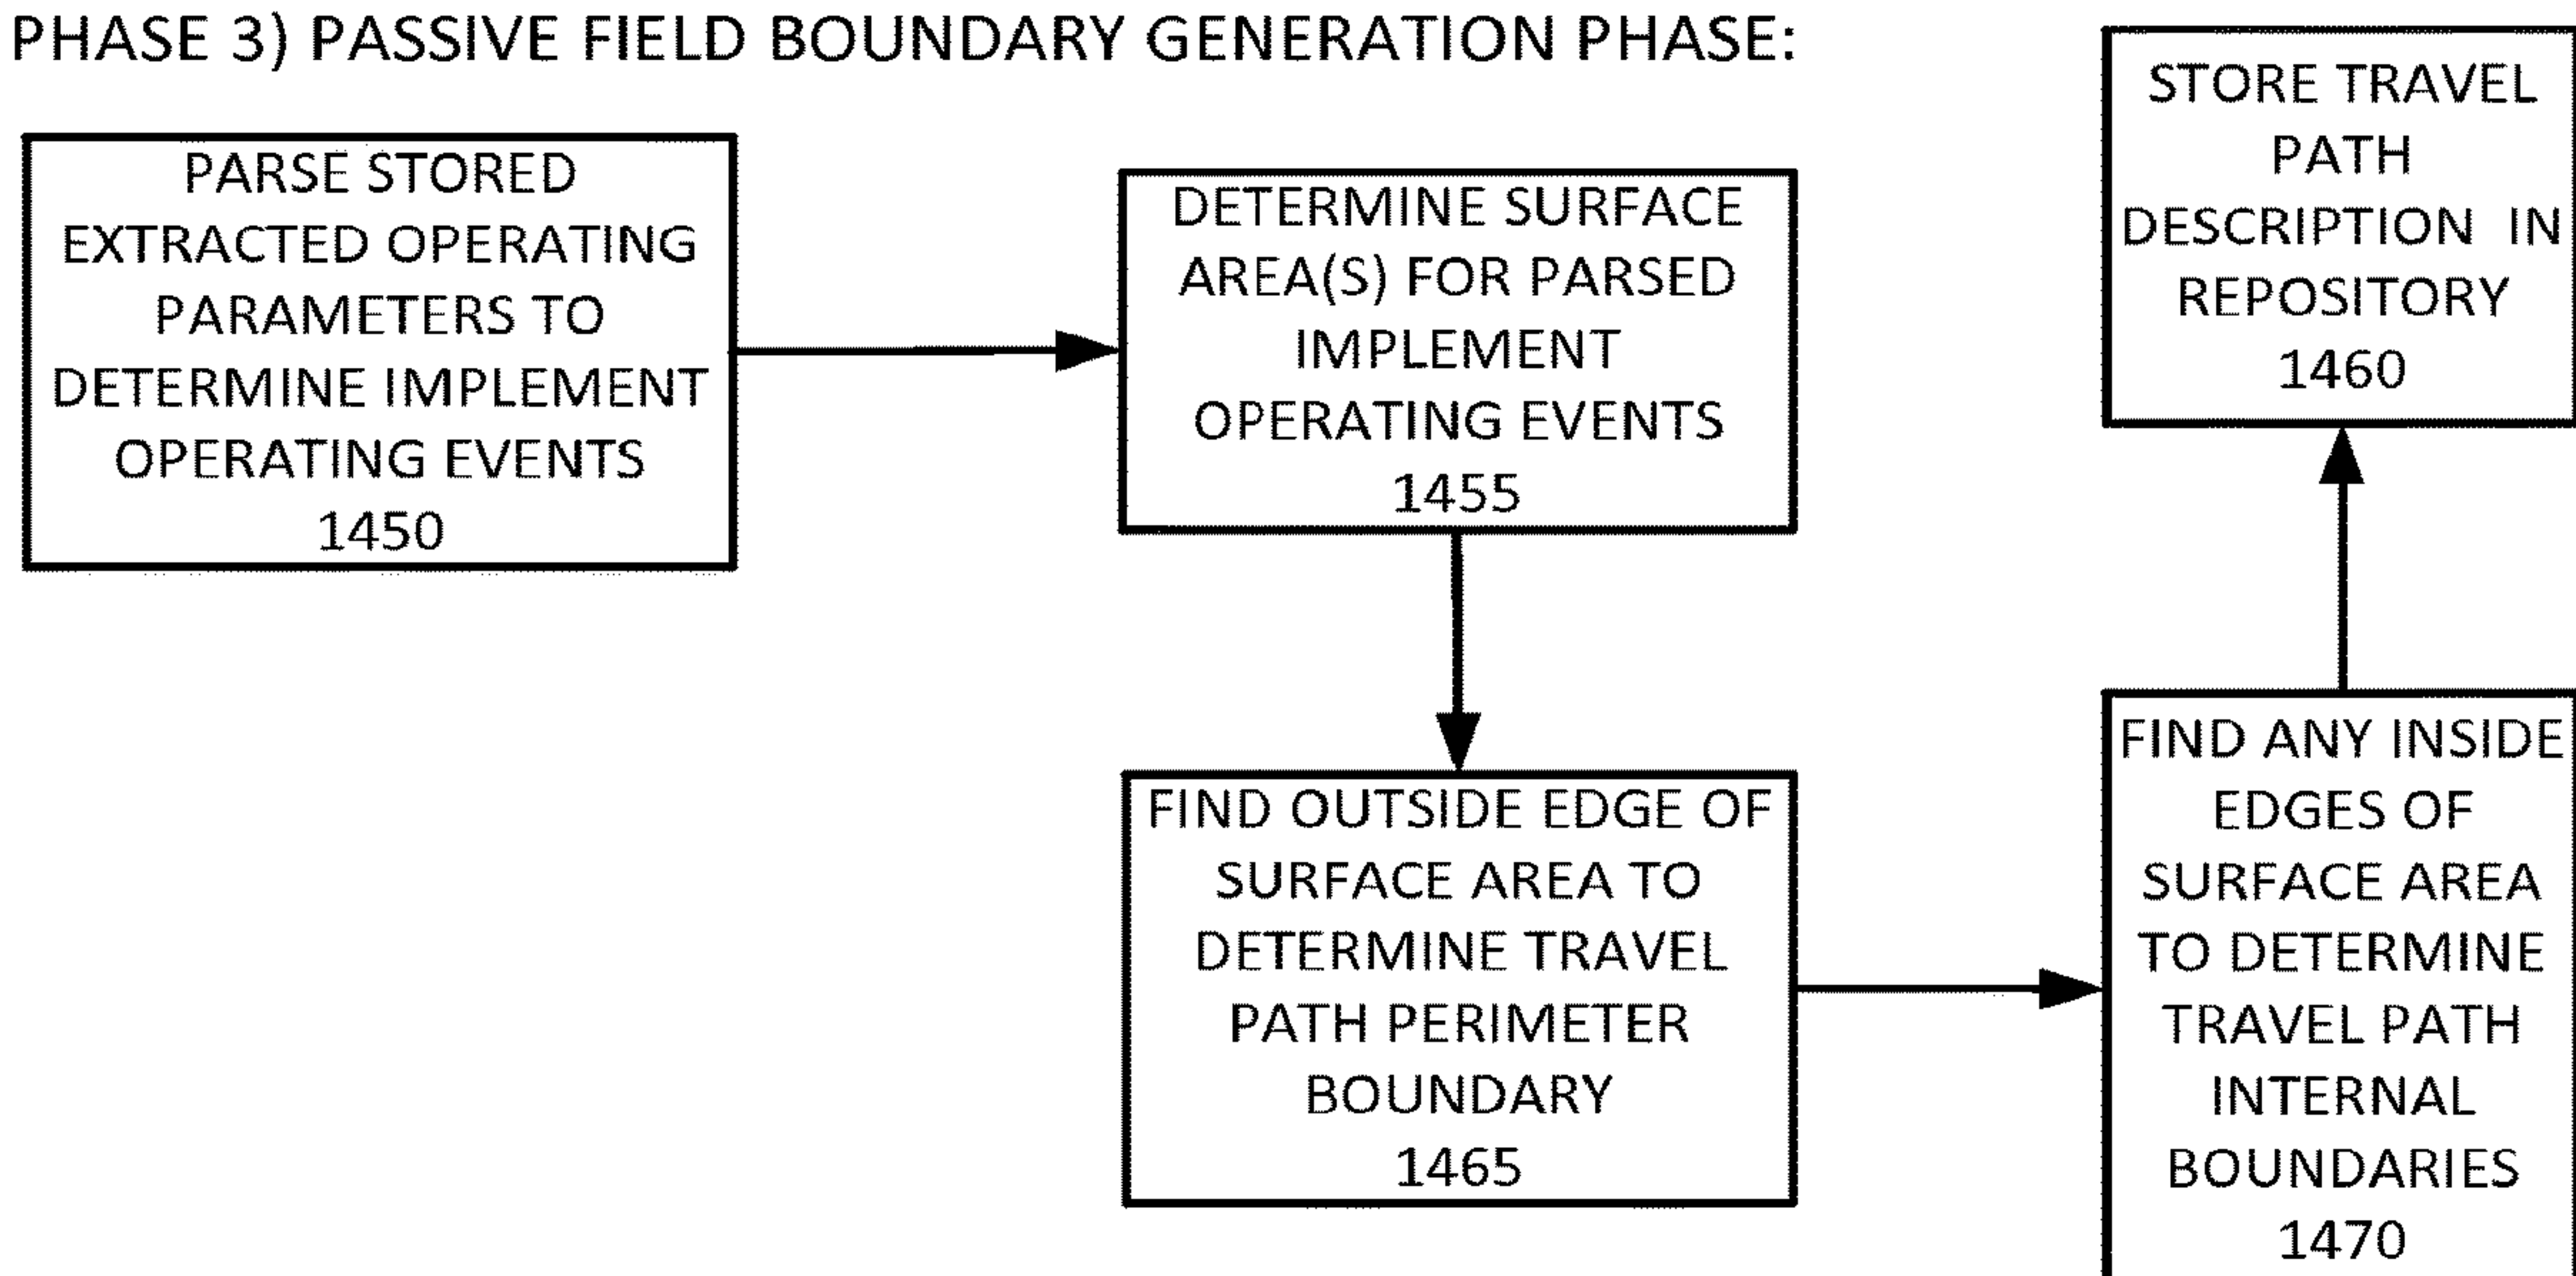 PHASE 3) PASSIVE FIELD BOUNDARY GENERATION PHASE:
PARSE STORED
EXTRACTED OPERATING
PARAMETERS TO
DETERMINE IMPLEMENT
OPERATING EVENTS
1450
DETERMINE SURFACE
AREA(S) FOR PARSED
IMPLEMENT
OPERATING EVENTS
1455
FIND OUTSIDE EDGE OF
SURFACE AREA TO
DETERMINE TRAVEL
PATH PERIMETER
BOUNDARY
1465
FIND ANY INSIDE
EDGES OF
SURFACE AREA
TO DETERMINE
TRAVEL PATH
INTERNAL
BOUNDARIES
1470
STORE TRAVEL
PATH
DESCRIPTION IN
REPOSITORY
1460